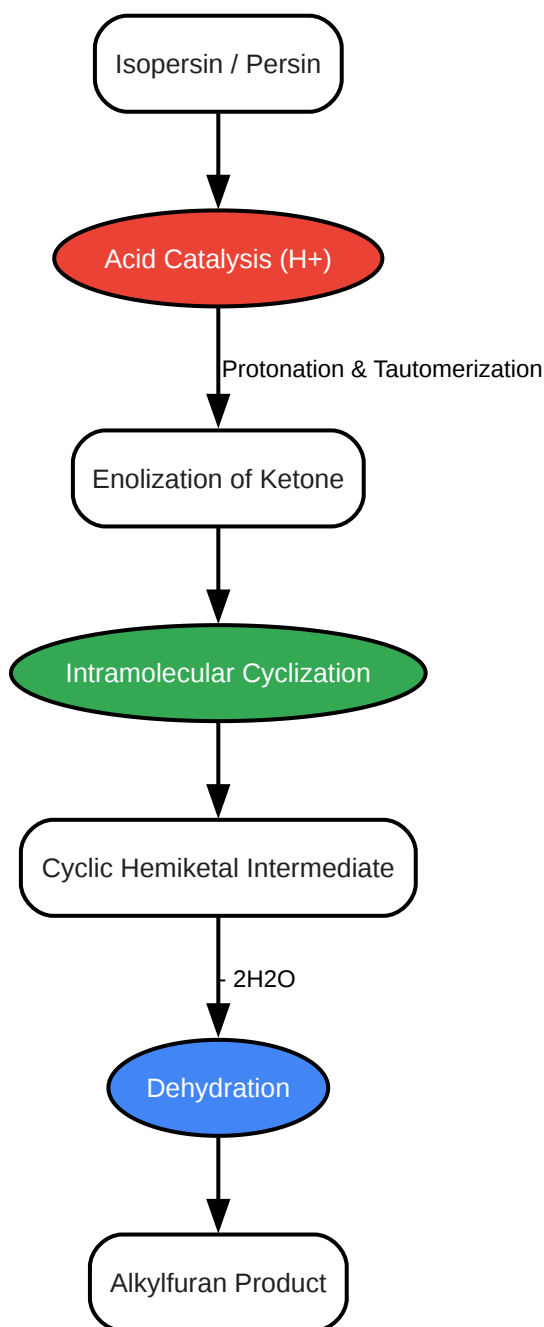 Isopersin / Persin
Acid Catalysis (H+)
Protonation & Tautomerization
Enolization of Ketone
Intramolecular Cyclization
Cyclic Hemiketal Intermediate
- 2H2O
Dehydration
Alkylfuran Product